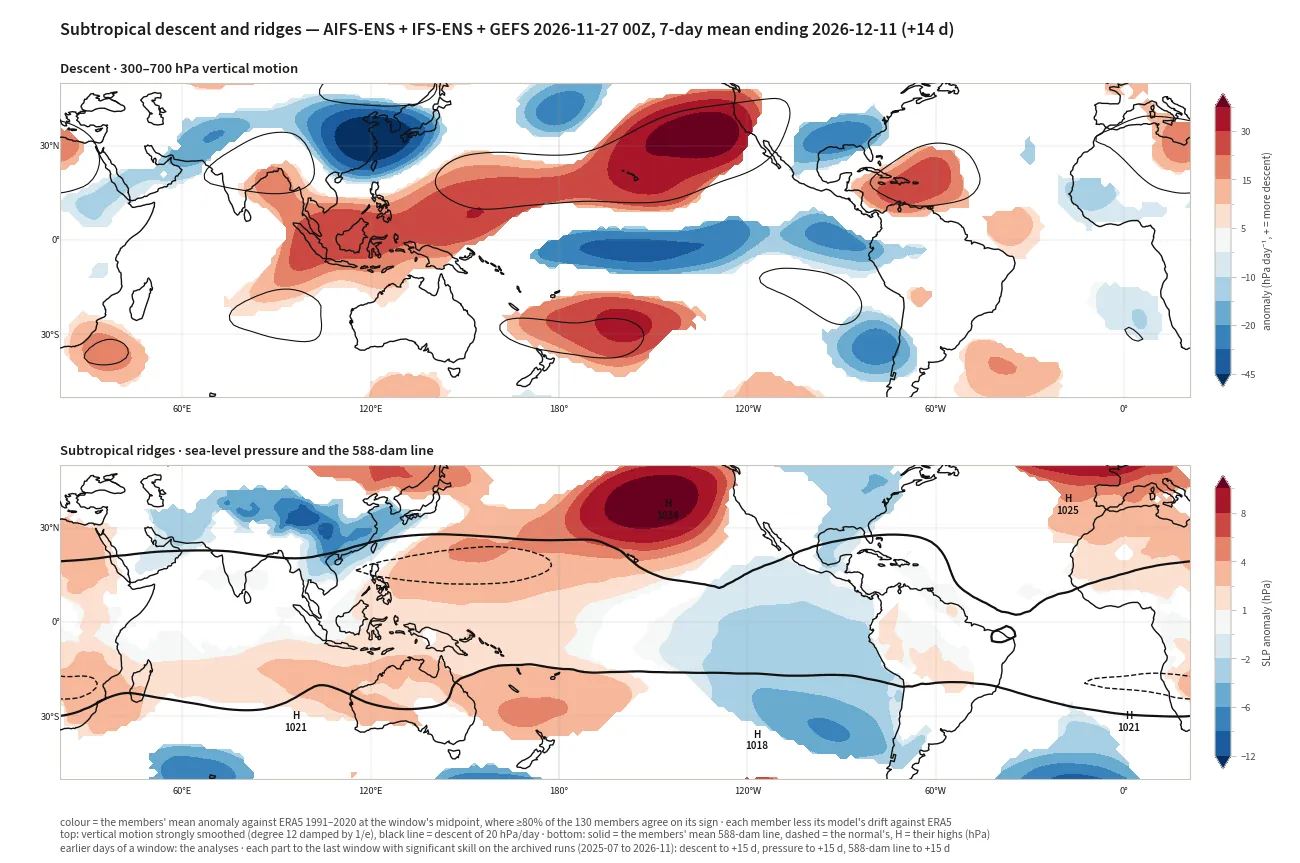 Subtropical descent and ridges — AIFS-ENS + IFS-ENS + GEFS 2026-11-27 00Z, 7-day mean ending 2026-12-11 (+14 d)
Descent · 300–700 hPa vertical motion
30°N
0°
30°S
60°E
120°E
180°
120°W
60°W
0°
30
15
5
−10
−20
−45
anomaly (hPa day⁻¹, + = more descent)
Subtropical ridges · sea-level pressure and the 588-dam line
H
1034
H
1025
H
1021
H
1018
H
1021
30°N
0°
30°S
60°E
120°E
180°
120°W
60°W
0°
8
4
1
−2
−6
−12
SLP anomaly (hPa)
colour = the members' mean anomaly against ERA5 1991–2020 at the window's midpoint, where ≥80% of the 130 members agree on its sign · each member less its model's drift against ERA5
top: vertical motion strongly smoothed (degree 12 damped by 1/e), black line = descent of 20 hPa/day · bottom: solid = the members' mean 588-dam line, dashed = the normal's, H = their highs (hPa)
earlier days of a window: the analyses · each part to the last window with significant skill on the archived runs (2025-07 to 2026-11): descent to +15 d, pressure to +15 d, 588-dam line to +15 d